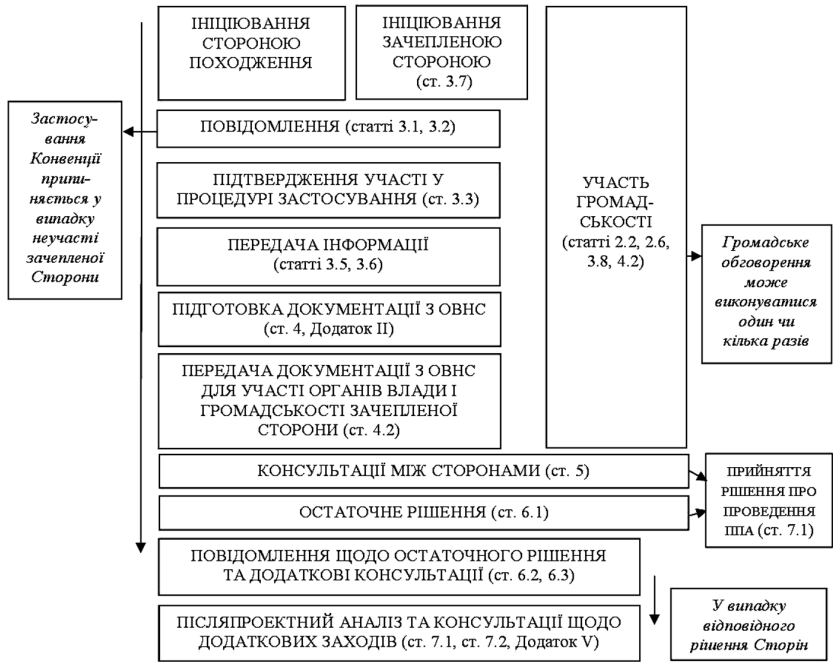 ІНІЦІЮВАННЯ
СТОРОНОЮ
ПОХОДЖЕННЯ
ІНІЦІЮВАННЯ
ЗАЧЕПЛЕНОЮ
СТОРОНОЮ
(ст. 3.7)
Застосу-
вання
Конвенції
припи-
няється у
випадку
неучасті
зачепленої
Сторони
ПОВІДОМЛЕННЯ (статті 3.1, 3.2)
ПІДТВЕРДЖЕННЯ УЧАСТІ У
ПРОЦЕДУРІ ЗАСТОСУВАННЯ (ст. 3.3)
ПЕРЕДАЧА ІНФОРМАЦІЇ
(статті 3.5, 3.6)
ПІДГОТОВКА ДОКУМЕНТАЦІЇ З ОВНС
(ст. 4, Додаток ІІ)
ПЕРЕДАЧА ДОКУМЕНТАЦІЇ З ОВНС
ДЛЯ УЧАСТІ ОРГАНІВ ВЛАДИ І
ГРОМАДСЬКОСТІ ЗАЧЕПЛЕНОЇ
СТОРОНИ (ст. 4.2)
УЧАСТЬ
ГРОМАД-
СЬКОСТІ
(статті 2.2, 2.6,
3.8, 4.2)
Громадське
обговорення
може
виконуватися
один чи
кілька разів
КОНСУЛЬТАЦІЇ МІЖ СТОРОНАМИ (ст. 5)
ОСТАТОЧНЕ РІШЕННЯ (ст. 6.1)
ПРИЙНЯТТЯ
РІШЕННЯ ПРО
ПРОВЕДЕННЯ
ППА (ст. 7.1)
ПОВІДОМЛЕННЯ ЩОДО ОСТАТОЧНОГО РІШЕННЯ
ТА ДОДАТКОВІ КОНСУЛЬТАЦІЇ (ст. 6.2, 6.3)
ПІСЛЯПРОЕКТНИЙ АНАЛІЗ ТА КОНСУЛЬТАЦІЇ ЩОДО
ДОДАТКОВИХ ЗАХОДІВ (ст. 7.1, ст. 7.2, Додаток V)
У випадку
відповідного
рішення Сторін